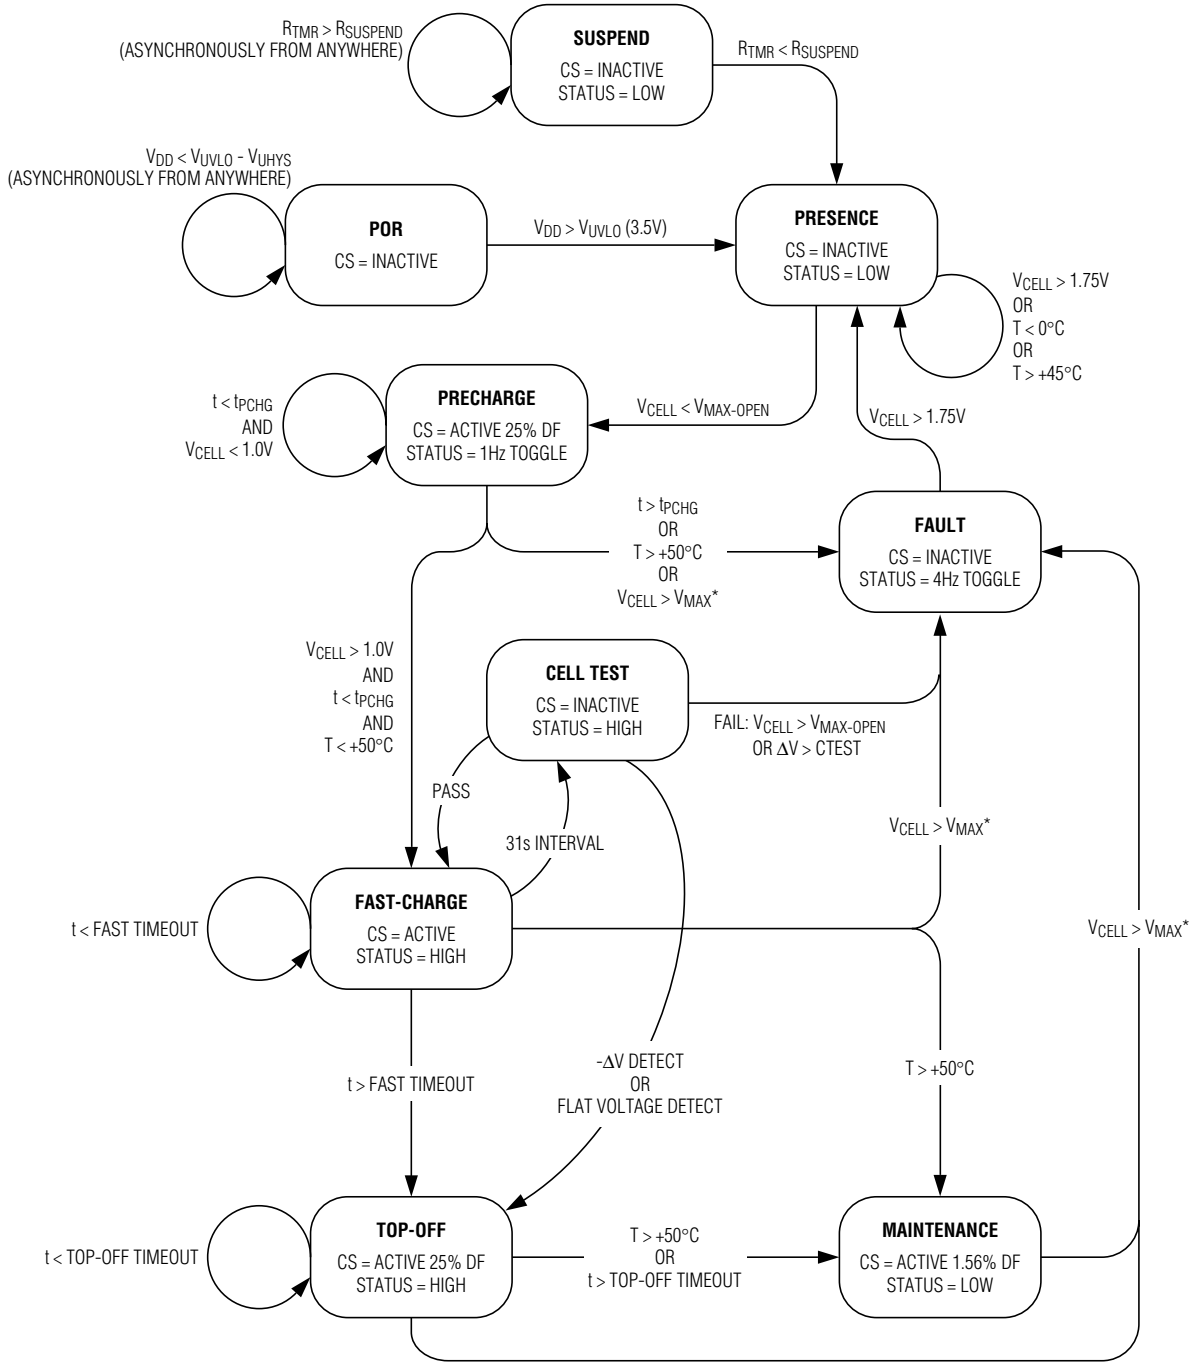 RTMR > RSUSPEND
(ASYNCHRONOUSLY FROM ANYWHERE)
SUSPEND
CS = INACTIVE
STATUS = LOW
RTMR < RSUSPEND
VDD < VUVLO - VUHYS
(ASYNCHRONOUSLY FROM ANYWHERE)
POR
CS = INACTIVE
VDD > VUVLO (3.5V)
PRESENCE
CS = INACTIVE
STATUS = LOW
VCELL > 1.75V
OR
T < 0°C
OR
T > +45°C
t < tPCHG
AND
VCELL < 1.0V
PRECHARGE
CS = ACTIVE 25% DF
STATUS = 1Hz TOGGLE
VCELL < VMAX-OPEN
VCELL > 1.75V
t > tPCHG
OR
T > +50°C
OR
VCELL > VMAX*
FAULT
CS = INACTIVE
STATUS = 4Hz TOGGLE
VCELL > 1.0V
AND
t < tPCHG
AND
T < +50°C
CELL TEST
CS = INACTIVE
STATUS = HIGH
FAIL: VCELL > VMAX-OPEN
OR ΔV > CTEST
PASS
31s INTERVAL
VCELL > VMAX*
t < FAST TIMEOUT
FAST-CHARGE
CS = ACTIVE
STATUS = HIGH
VCELL > VMAX*
t > FAST TIMEOUT
-ΔV DETECT
OR
FLAT VOLTAGE DETECT
T > +50°C
t < TOP-OFF TIMEOUT
TOP-OFF
CS = ACTIVE 25% DF
STATUS = HIGH
T > +50°C
OR
t > TOP-OFF TIMEOUT
MAINTENANCE
CS = ACTIVE 1.56% DF
STATUS = LOW